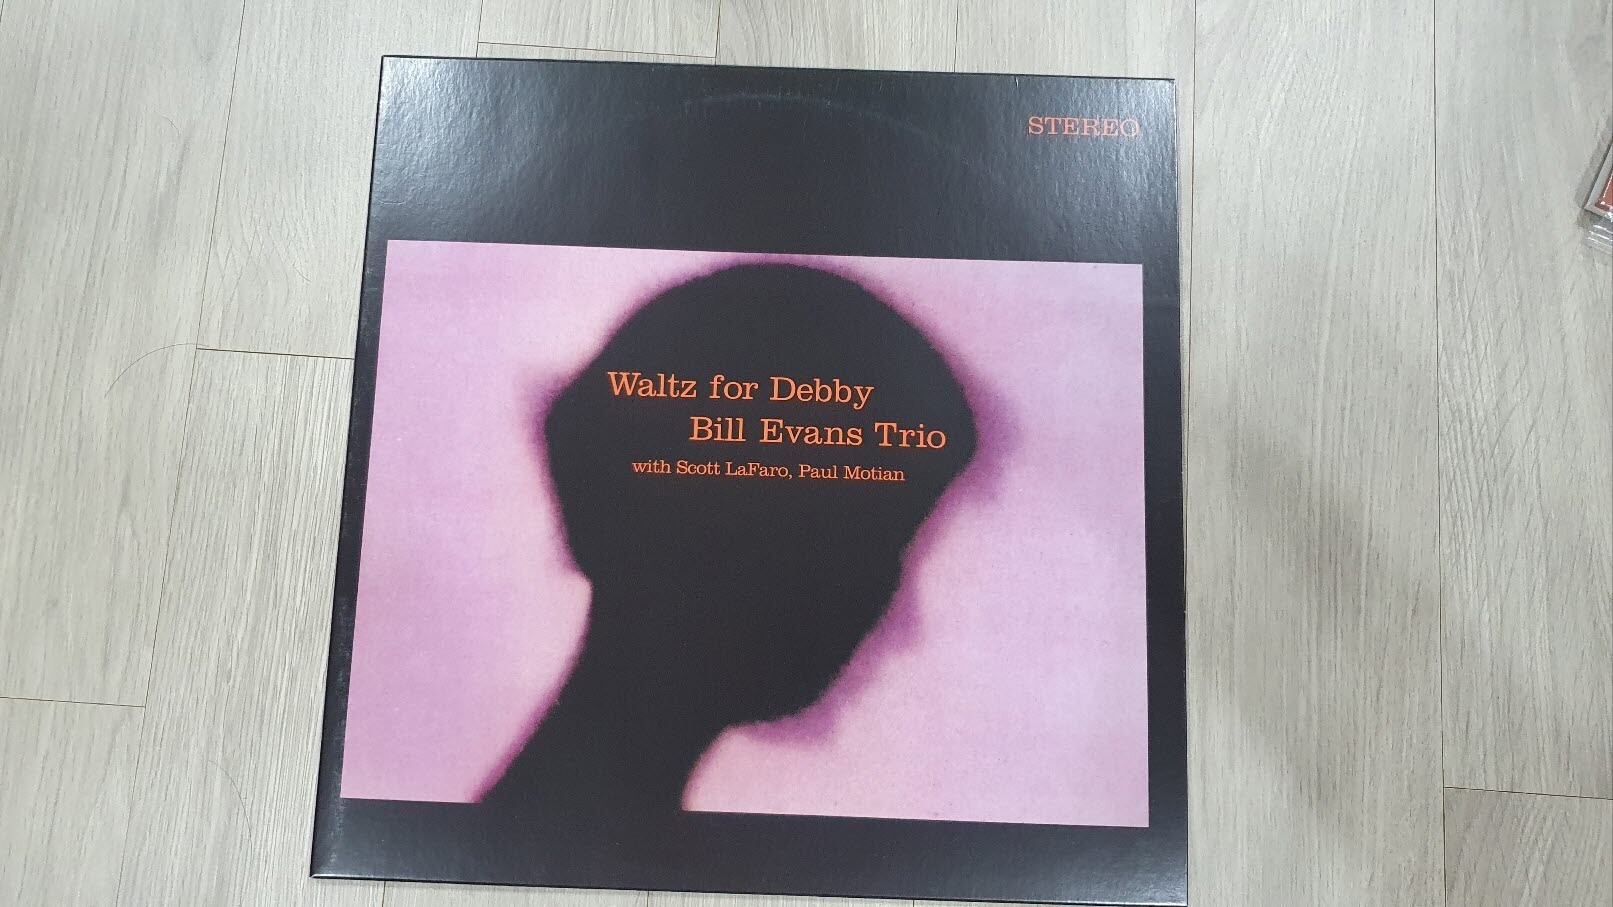 STEREO
Waltz for Debby
Bill Evans Trio
with Scott LaFaro, Paul Motian